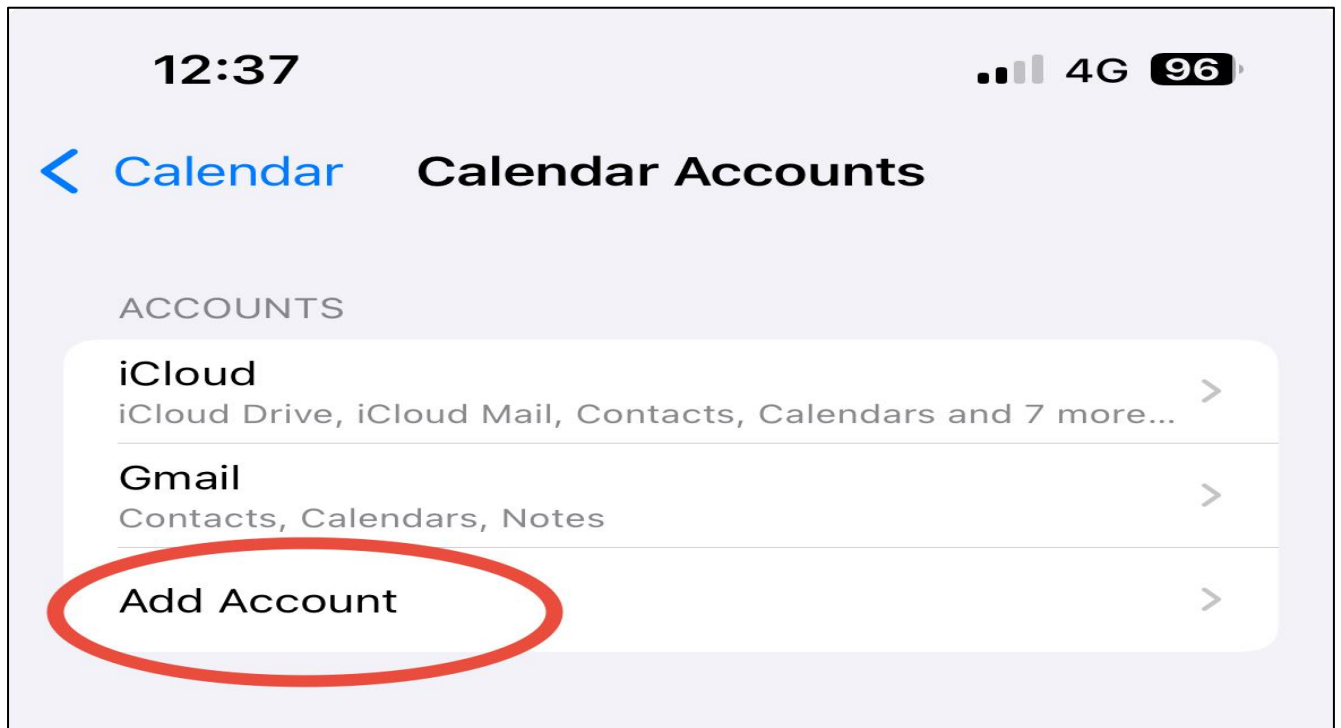 12:37 4G 96
Calendar Calendar Accounts
ACCOUNTS
iCloud
iCloud Drive, iCloud Mail, Contacts, Calendars and 7 more...
Gmail
Contacts, Calendars, Notes
Add Account